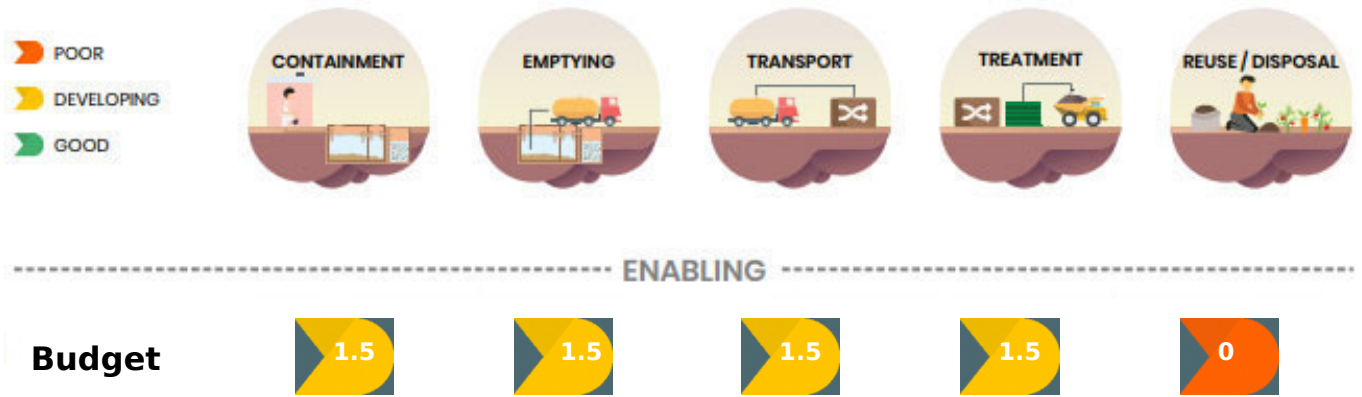 POOR
DEVELOPING
GOOD
CONTAINMENT
EMPTYING
TRANSPORT
TREATMENT
REUSE / DISPOSAL
ENABLING
Budget
1.5
1.5
1.5
1.5
0